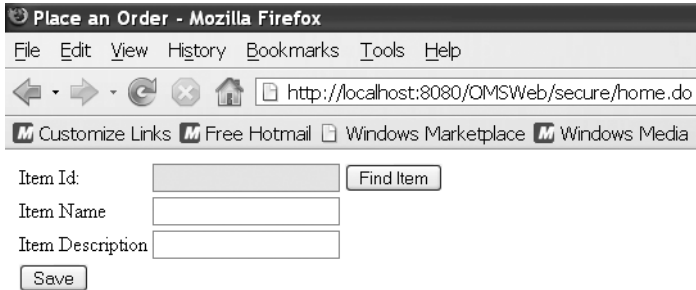 Place an Order - Mozilla Firefox
File Edit View History Bookmarks Tools Help
http://localhost:8080/OMSWeb/secure/home.do
Customize Links Free Hotmail Windows Marketplace Windows Media
Item Id: Find Item
Item Name
Item Description
Save